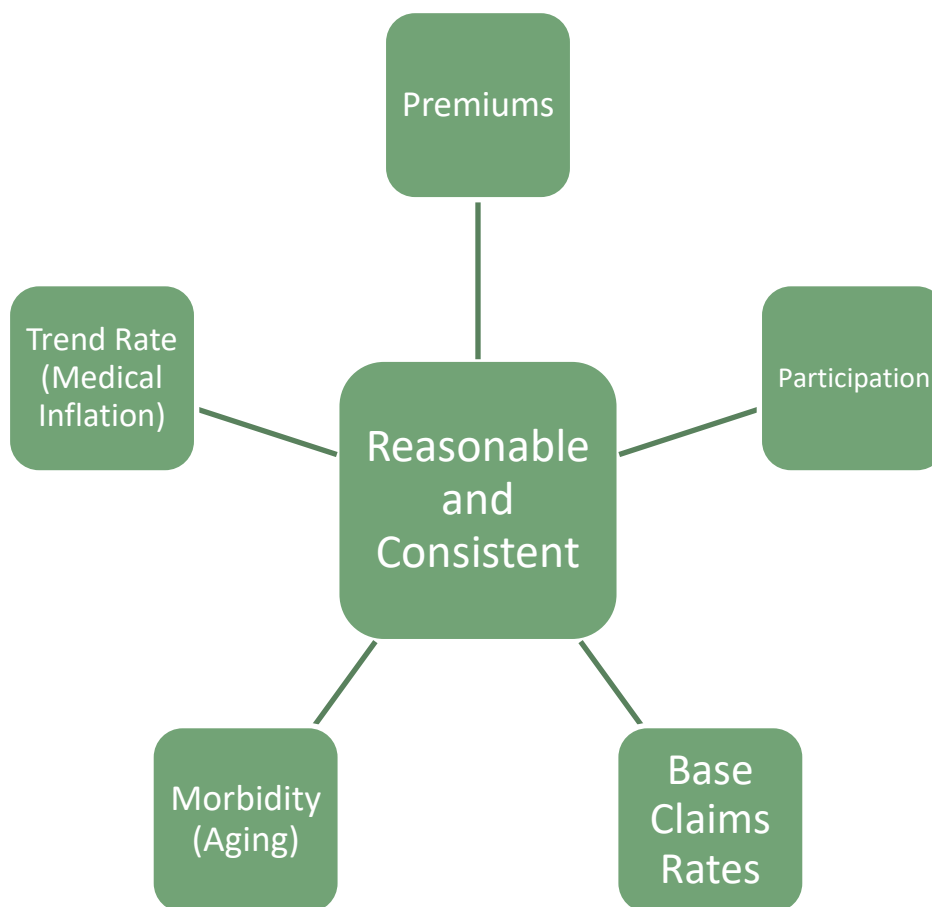 Premiums
Trend Rate
(Medical
Inflation)
Participation
Reasonable
and
Consistent
Morbidity
(Aging)
Base
Claims
Rates